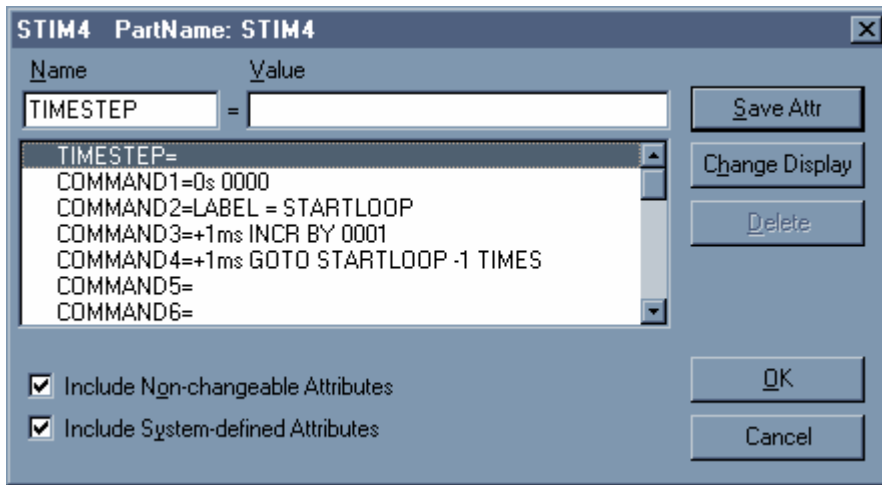 STIM4 PartName: STIM4
Name Value
TIMESTEP =
Save Attr
TIMESTEP=
COMMAND1=0s 0000
COMMAND2=LABEL = STARTLOOP
COMMAND3=+1ms INCR BY 0001
COMMAND4=+1ms GOTO STARTLOOP -1 TIMES
COMMAND5=
COMMAND6=
Change Display
Delete
Include Non-changeable Attributes
Include System-defined Attributes
OK
Cancel